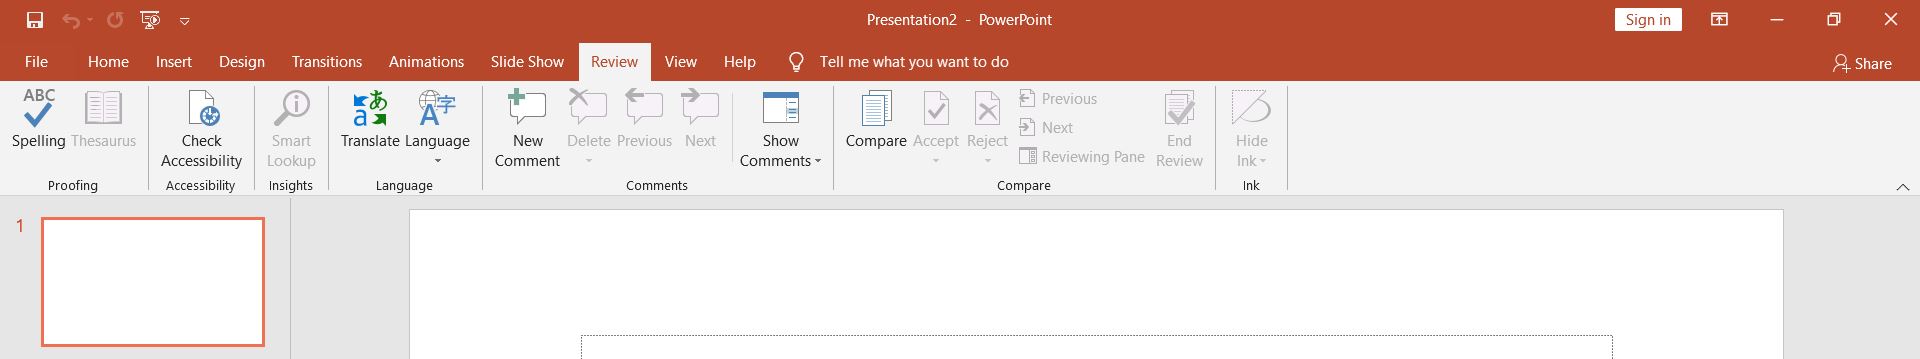 Presentation2 - PowerPoint
Sign in
File Home Insert Design Transitions Animations Slide Show Review View Help Tell me what you want to do Share
ABC
Spelling Thesaurus
Proofing
Check Accessibility
Accessibility
Smart Lookup
Insights
a あ
Translate
A 字
Language
Language
New Comment
Delete
Previous
Next
Show Comments
Comments
Compare
Accept
Reject
Previous
Next
Reviewing Pane
End Review
Compare
Hide Ink
Ink
1